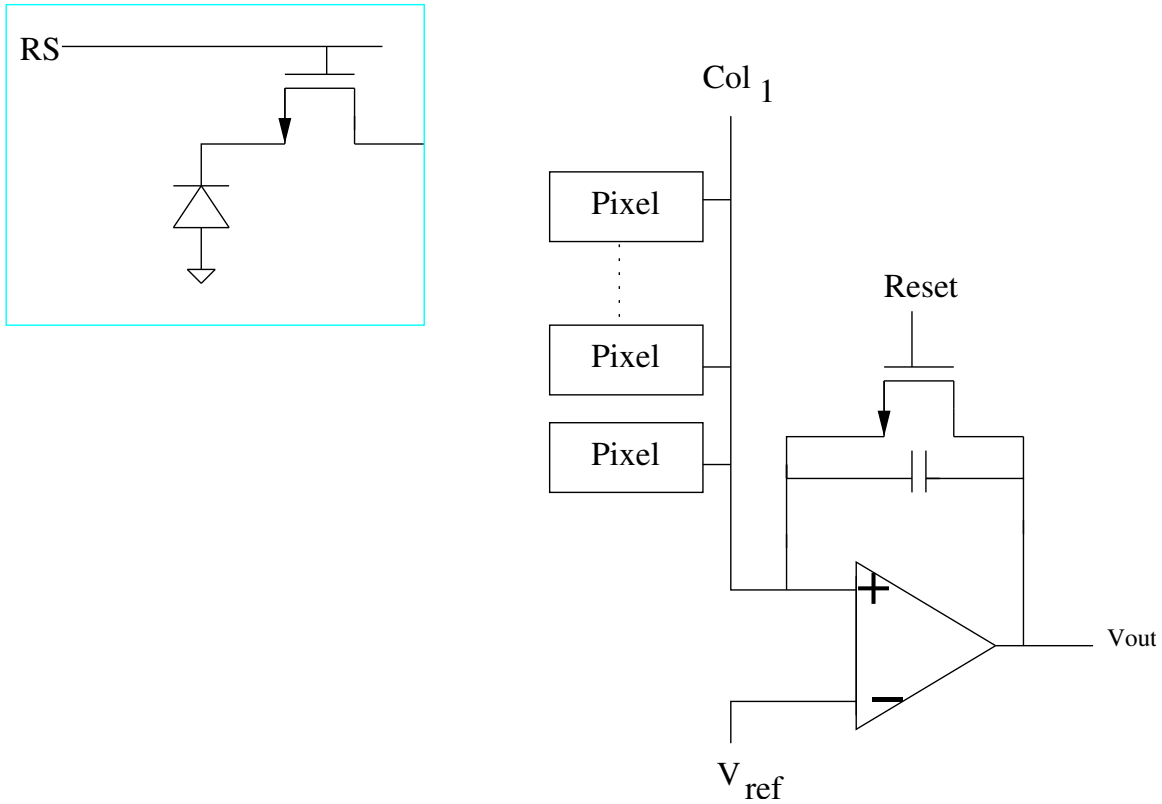 RS
Col 1
Pixel
Pixel
Pixel
Reset
+
−
Vout
V ref